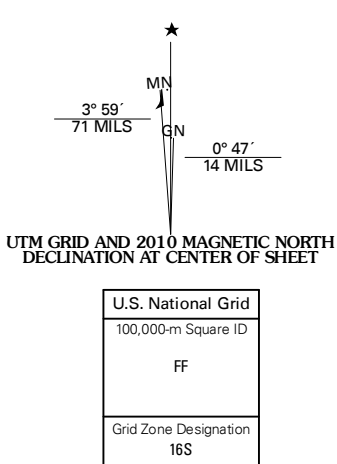 MN
3° 59´
71 MILS
GN
0° 47´
14 MILS
UTM GRID AND 2010 MAGNETIC NORTH
DECLINATION AT CENTER OF SHEET
U.S. National Grid
100,000-m Square ID
FF
Grid Zone Designation
16S